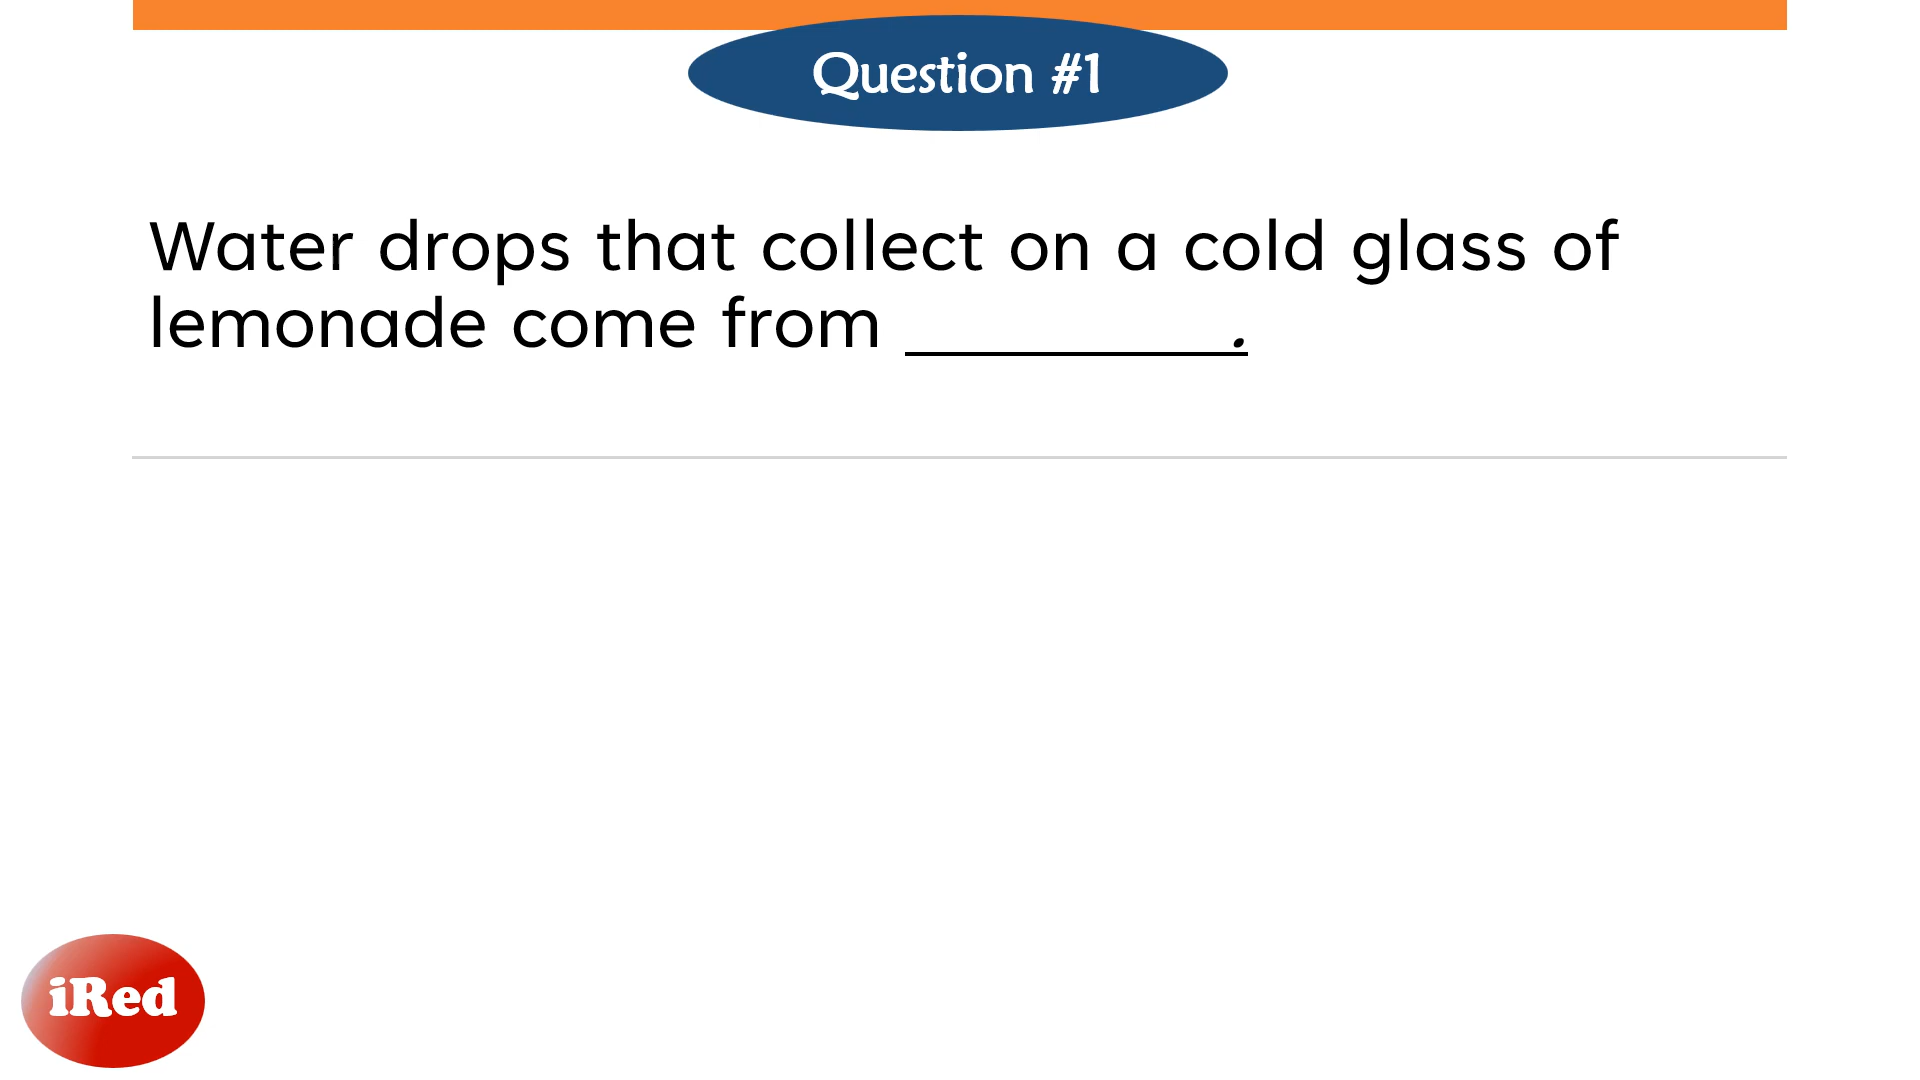 Question #1
Water drops that collect on a cold glass of
lemonade come from _________.
iRed